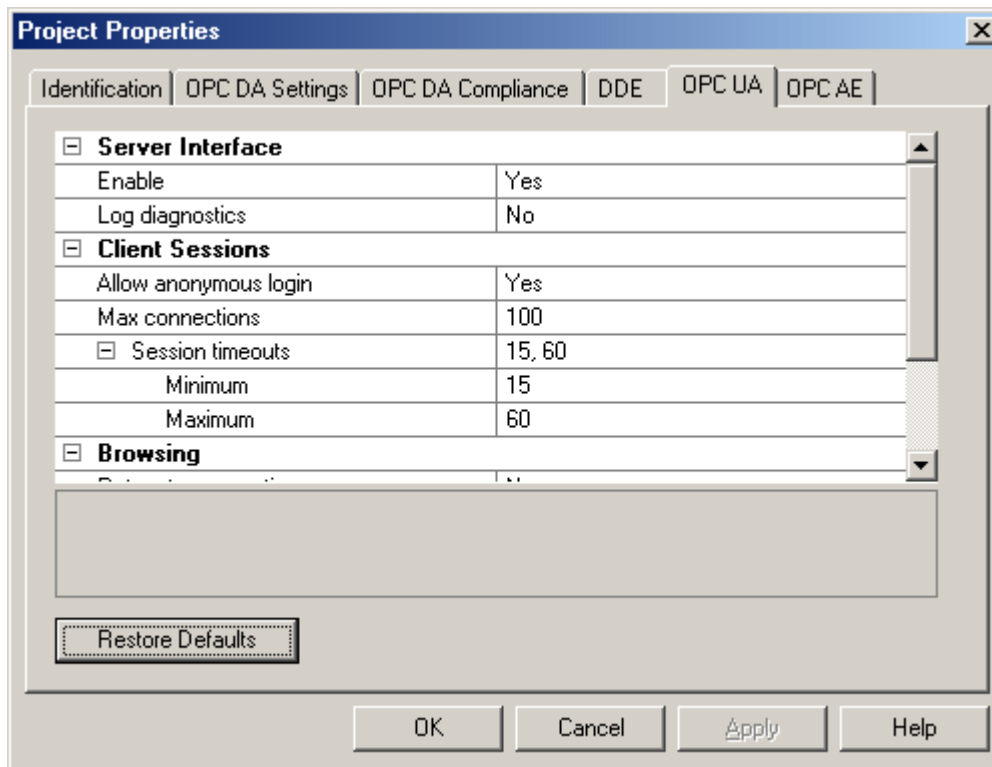 Project Properties
Identification OPC DA Settings OPC DA Compliance DDE OPC UA OPC AE
Server Interface
Enable Yes
Log diagnostics No
Client Sessions
Allow anonymous login Yes
Max connections 100
Session timeouts 15, 60
Minimum 15
Maximum 60
Browsing
Restore Defaults
OK Cancel Apply Help